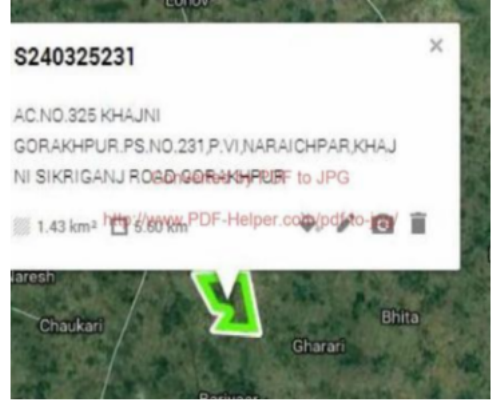 S240325231
AC.NO.325 KHAJNI
GORAKHPUR.PS.NO.231,P.VI,NARAICHPAR,KHAJ
NI SIKRIGANJ ROAD GORAKHPUR
Converted by PDF to JPG
http://www.PDF-Helper.com/pdf-to-jpg/
1.43 km² 5.60 km
Chaukari
Bhita
Gharari